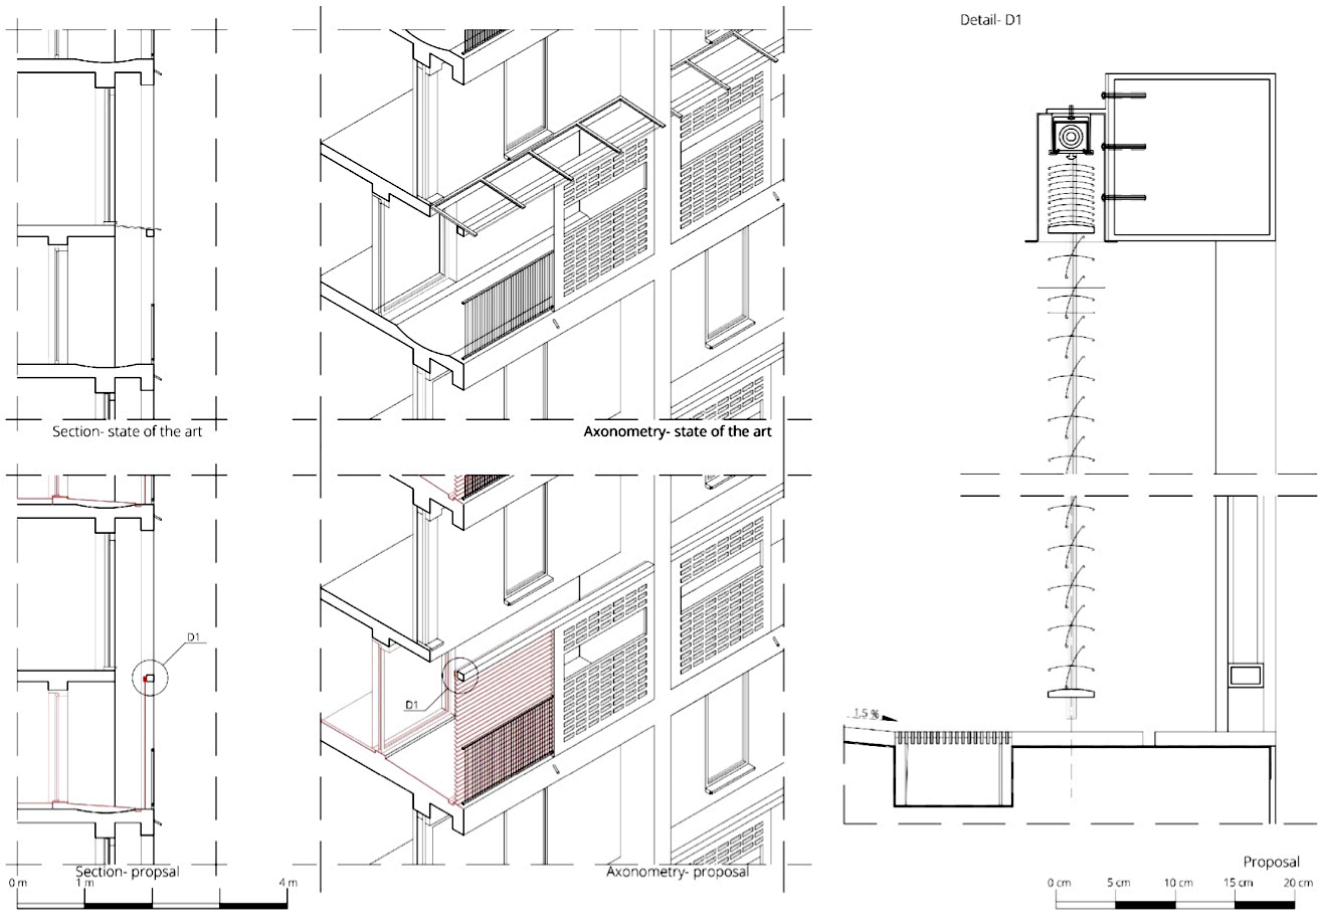 Detail- D1
Section- state of the art
Axonometry- state of the art
D1
D1
1.5 %
Section- propsal
Axonometry- proposal
Proposal
0 m 1 m 4 m
0 cm 5 cm 10 cm 15 cm 20 cm